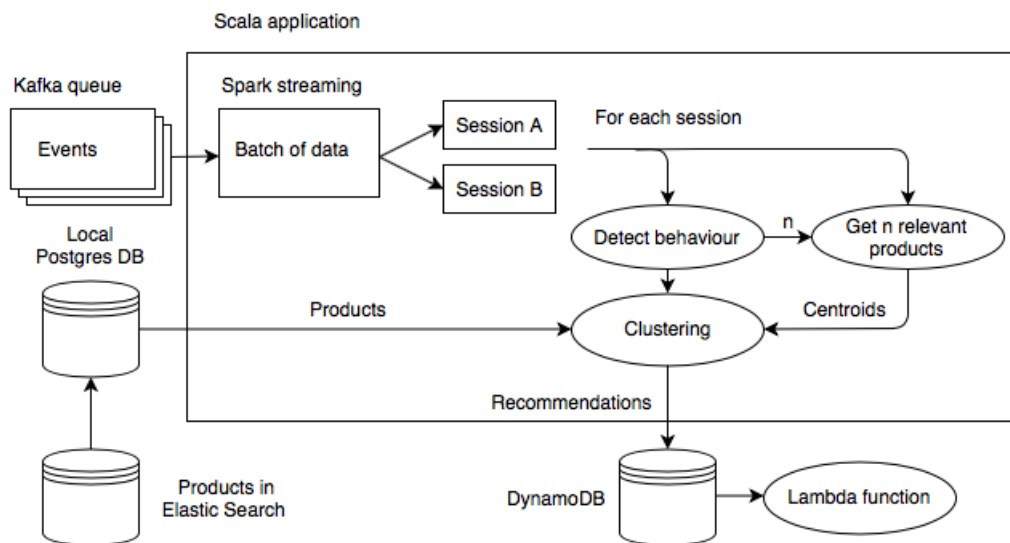 Scala application
Kafka queue
Spark streaming
Events
Batch of data
Session A
Session B
For each session
Detect behaviour
n
Get n relevant
products
Local
Postgres DB
Products
Clustering
Centroids
Recommendations
Products in
Elastic Search
DynamoDB
Lambda function